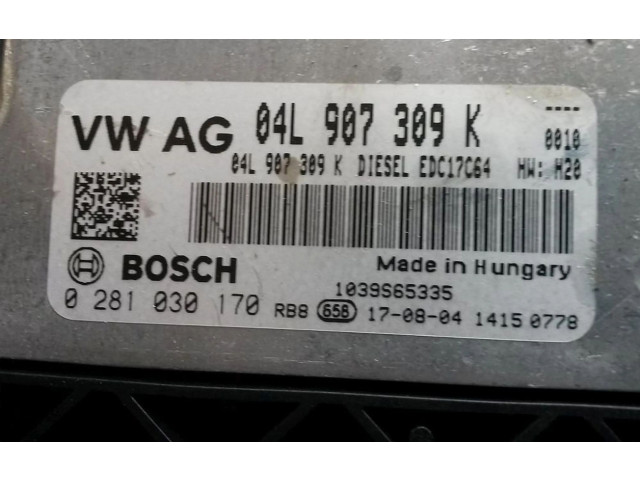 VW AG 04L 907 309 K ----
0010
04L 907 309 K DIESEL EDC17C64 HW: H20
BOSCH Made in Hungary
1039S65335
0 281 030 170 RB8 658 17-08-04 1415 0778